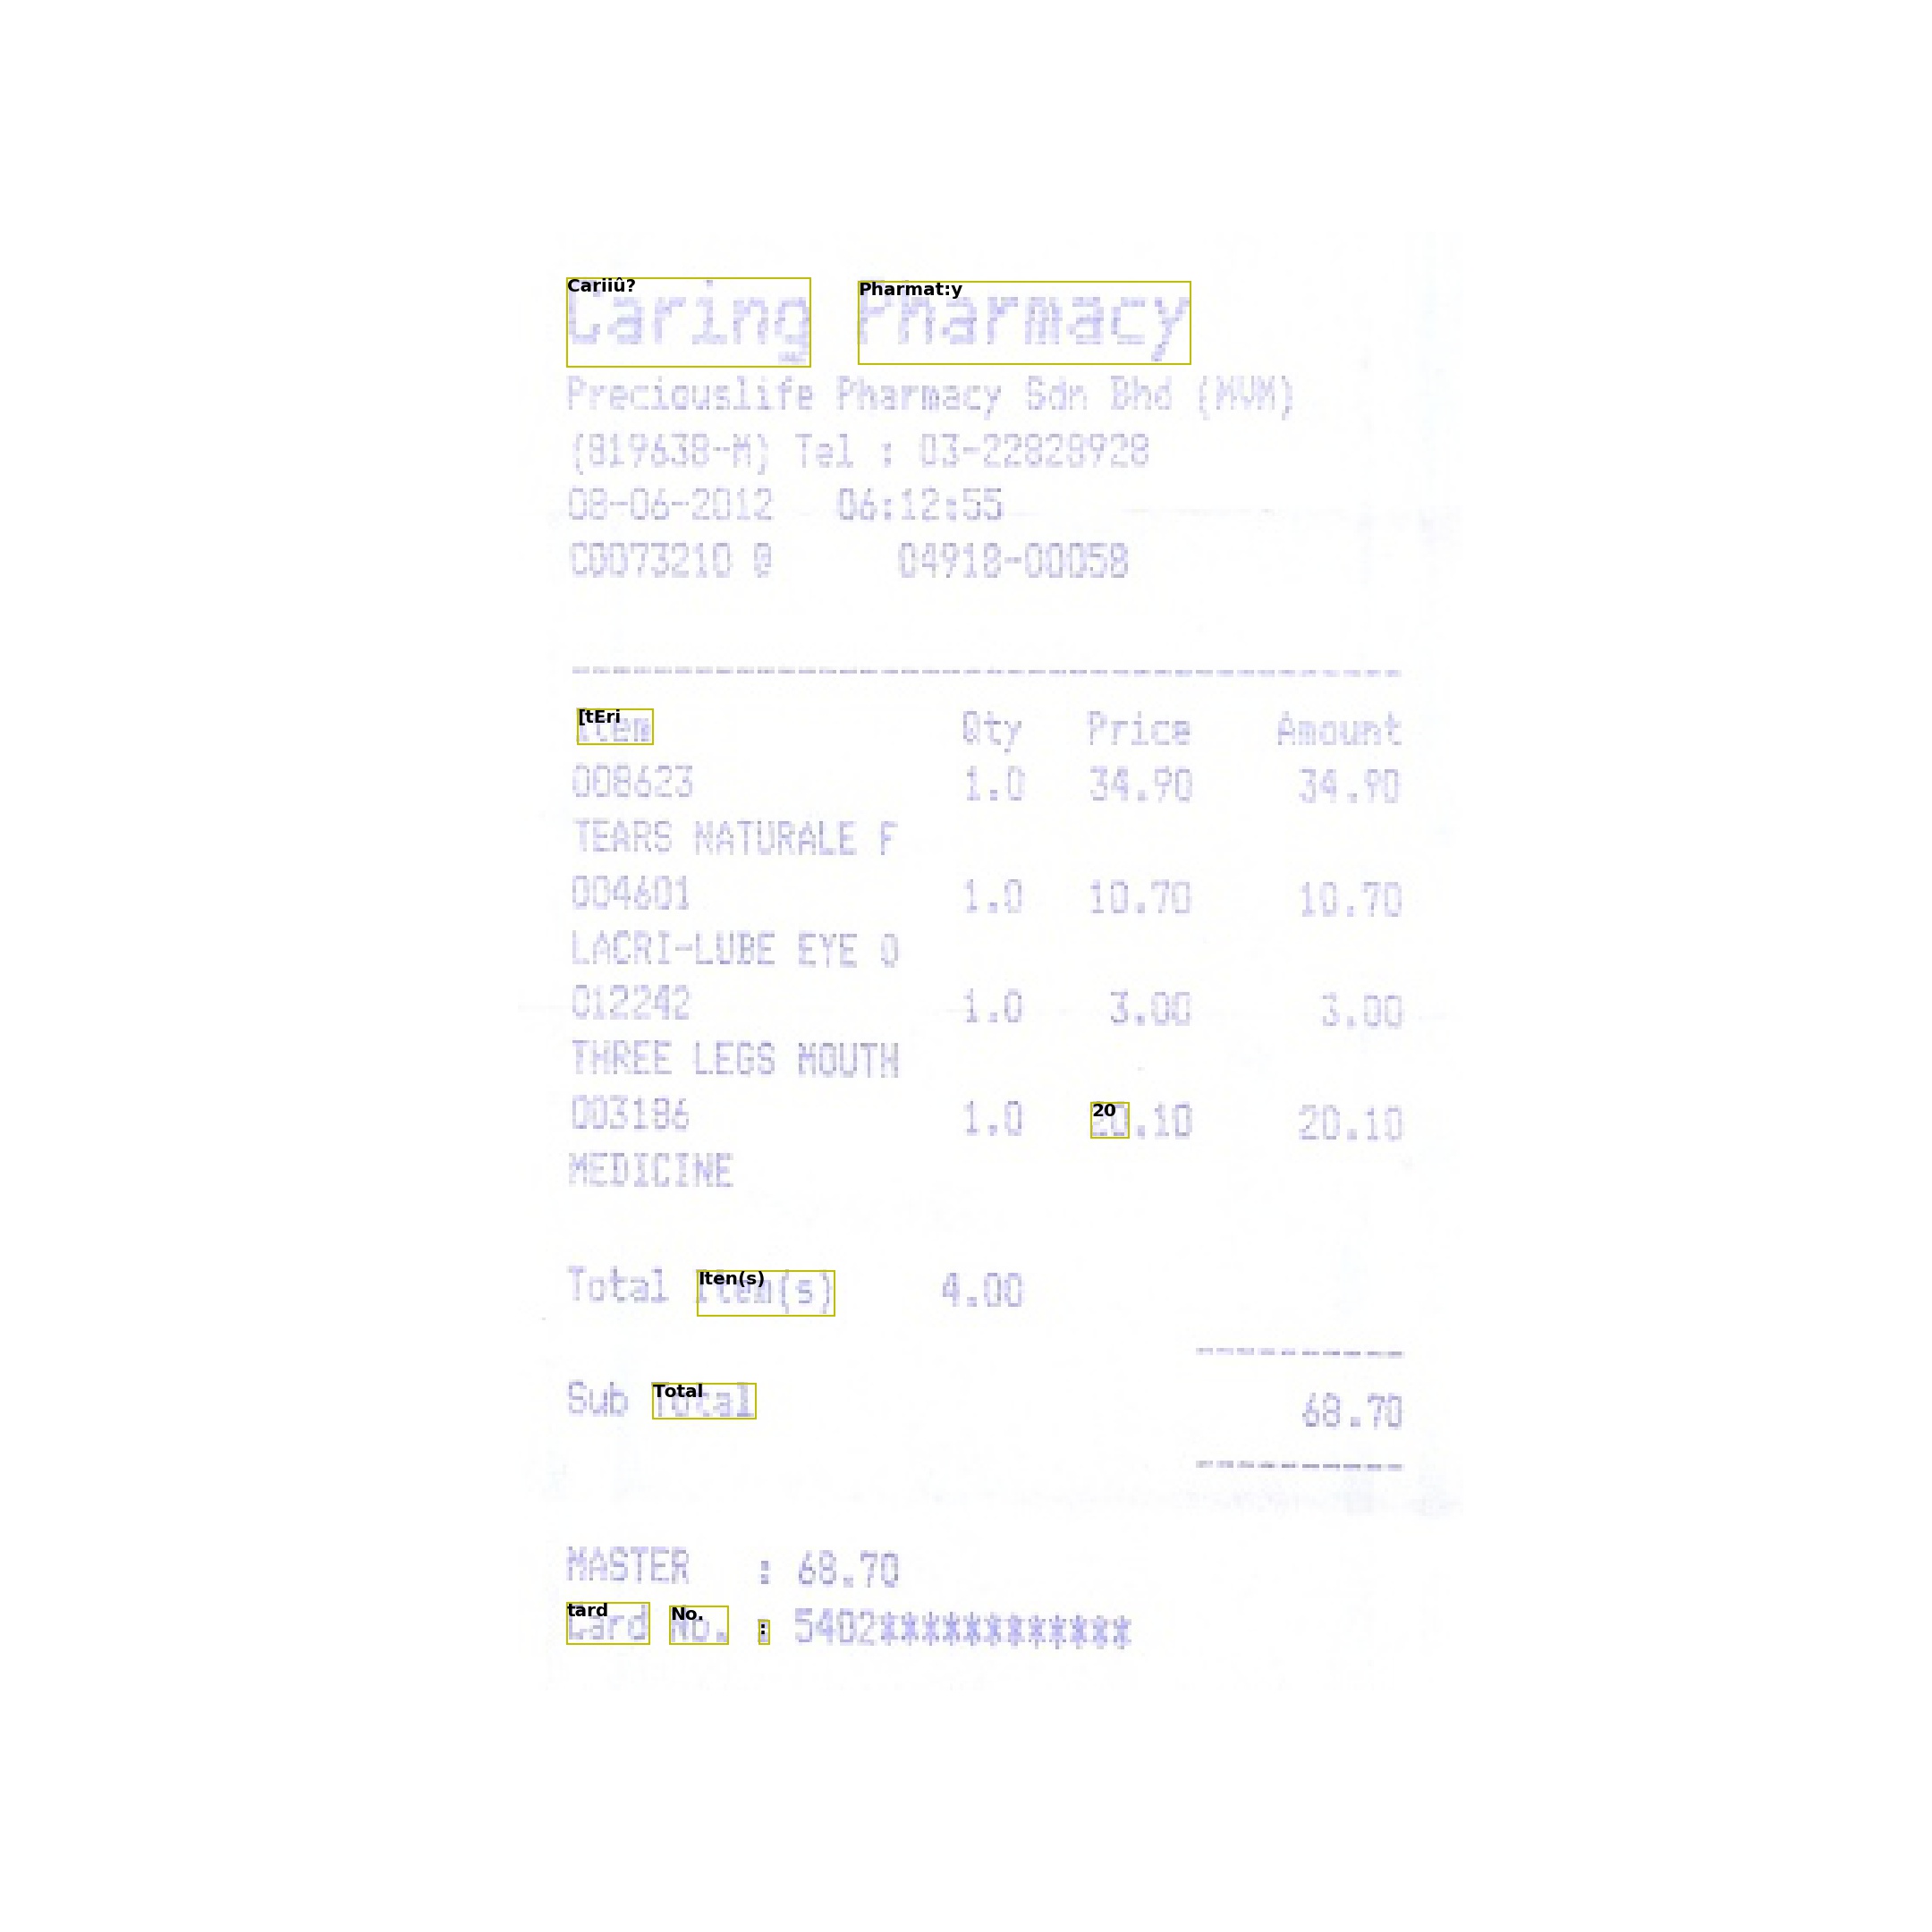 Caring Pharmacy
Preciouslife Pharmacy Sdn Bhd (MVM)
(819638-M) Tel : 03-22828928
08-06-2012 06:12:55
C0073210 @ 04918-00058
----------------------------------------
Item Qty Price Amount
008623 1.0 34.90 34.90
TEARS NATURALE F
004601 1.0 10.70 10.70
LACRI-LUBE EYE O
012242 1.0 3.00 3.00
THREE LEGS MOUTH
003186 1.0 20.10 20.10
MEDICINE
Total Item(s) 4.00
----------
Sub Total 68.70
----------
MASTER : 68.70
Card No. : 5402************
Cariiû?
Pharmat:y
[tEri
20
Iten(s)
Total
tard
No.
: